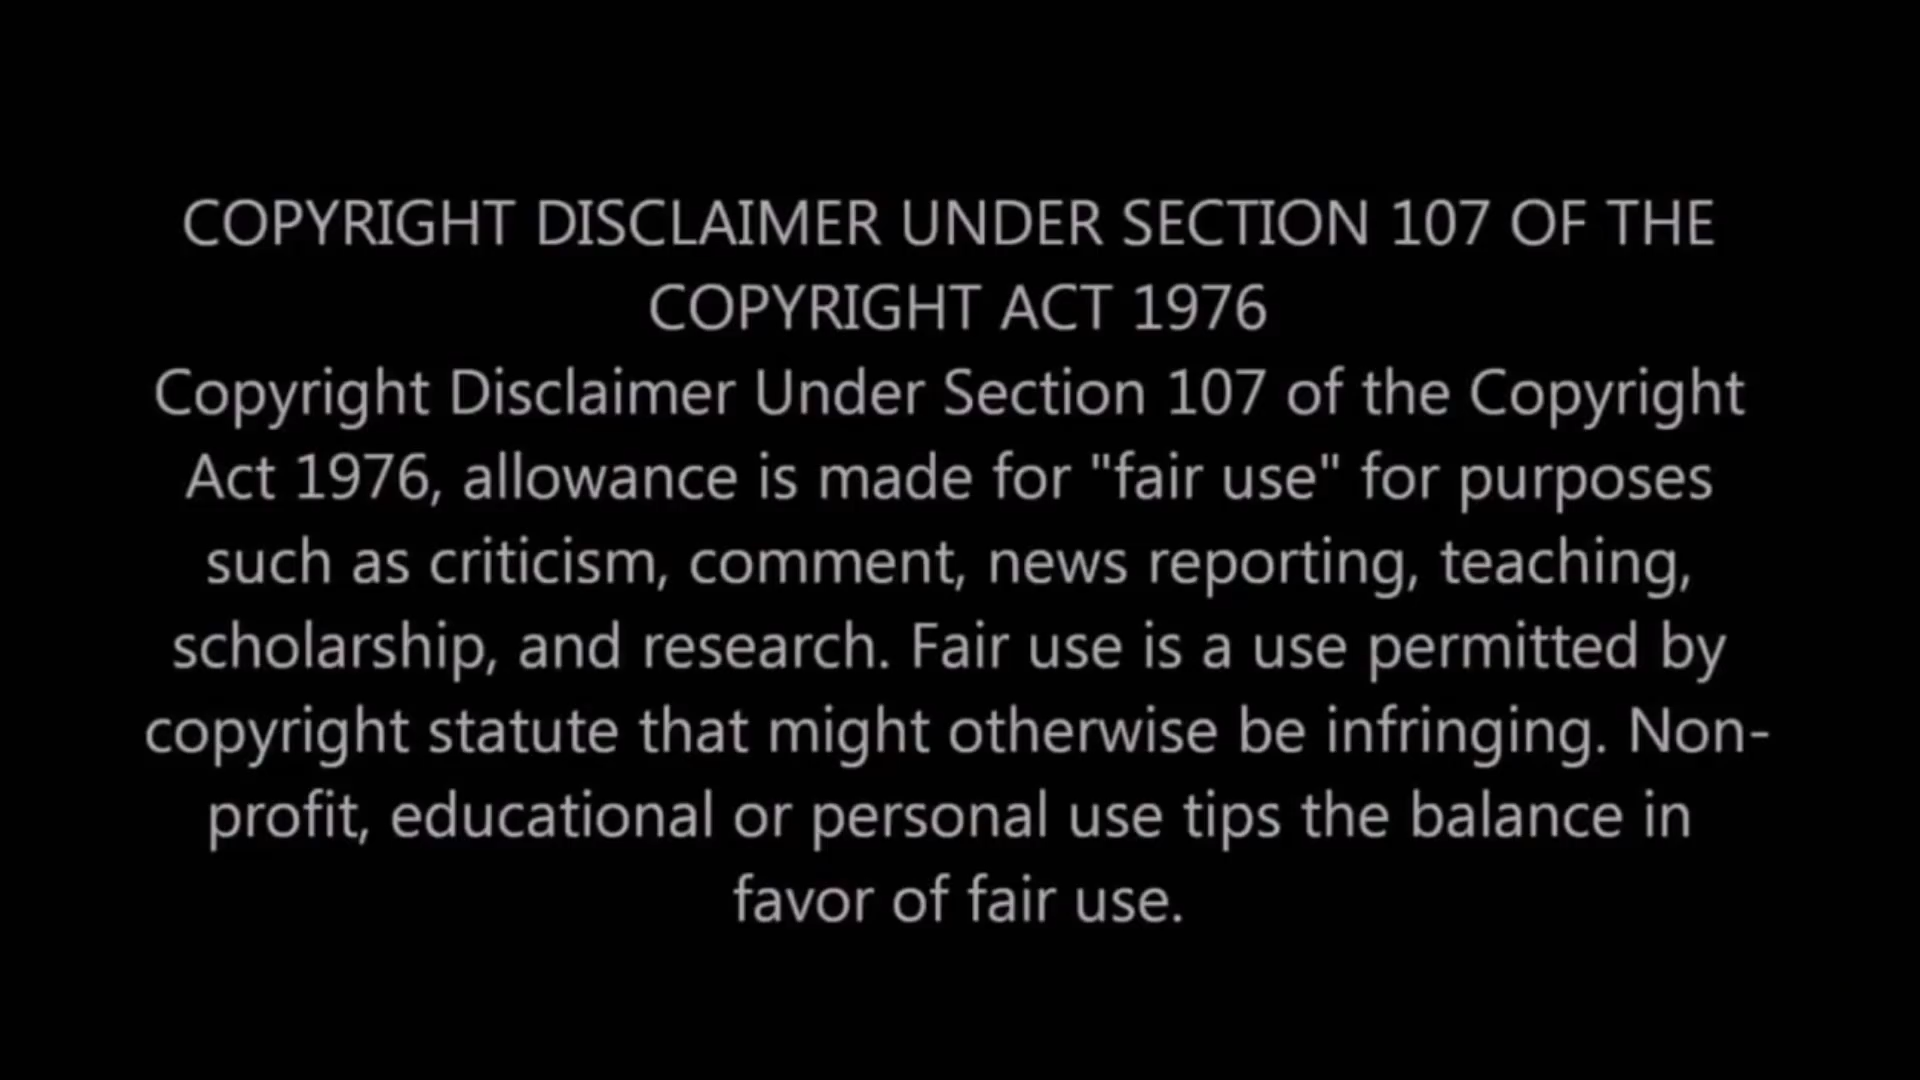 COPYRIGHT DISCLAIMER UNDER SECTION 107 OF THE
COPYRIGHT ACT 1976
Copyright Disclaimer Under Section 107 of the Copyright
Act 1976, allowance is made for "fair use" for purposes
such as criticism, comment, news reporting, teaching,
scholarship, and research. Fair use is a use permitted by
copyright statute that might otherwise be infringing. Non-
profit, educational or personal use tips the balance in
favor of fair use.